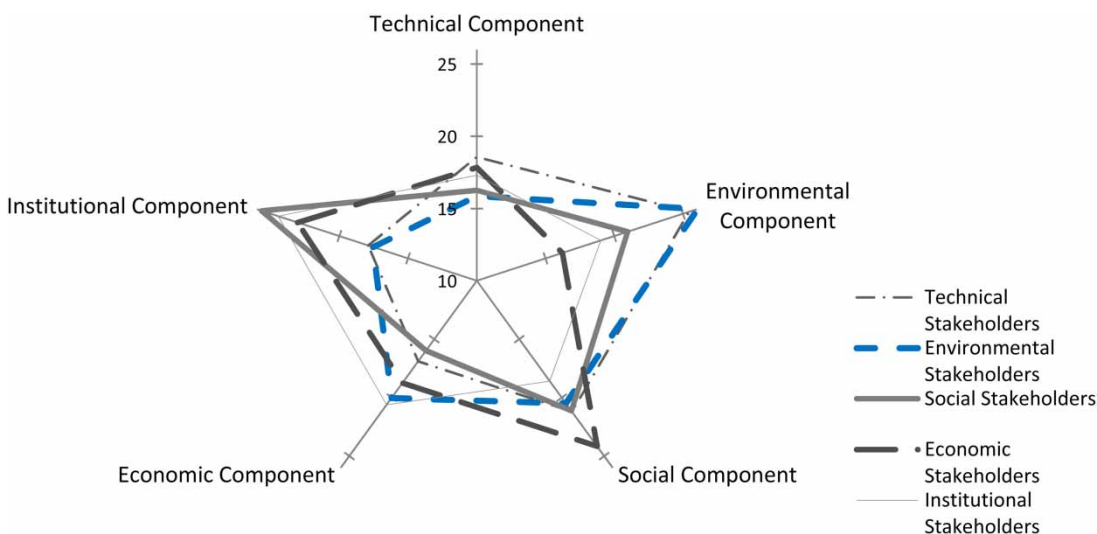 Technical Component
25
20
15
10
Environmental
Component
Institutional Component
Economic Component
Social Component
Technical
Stakeholders
Environmental
Stakeholders
Social Stakeholders
Economic
Stakeholders
Institutional
Stakeholders